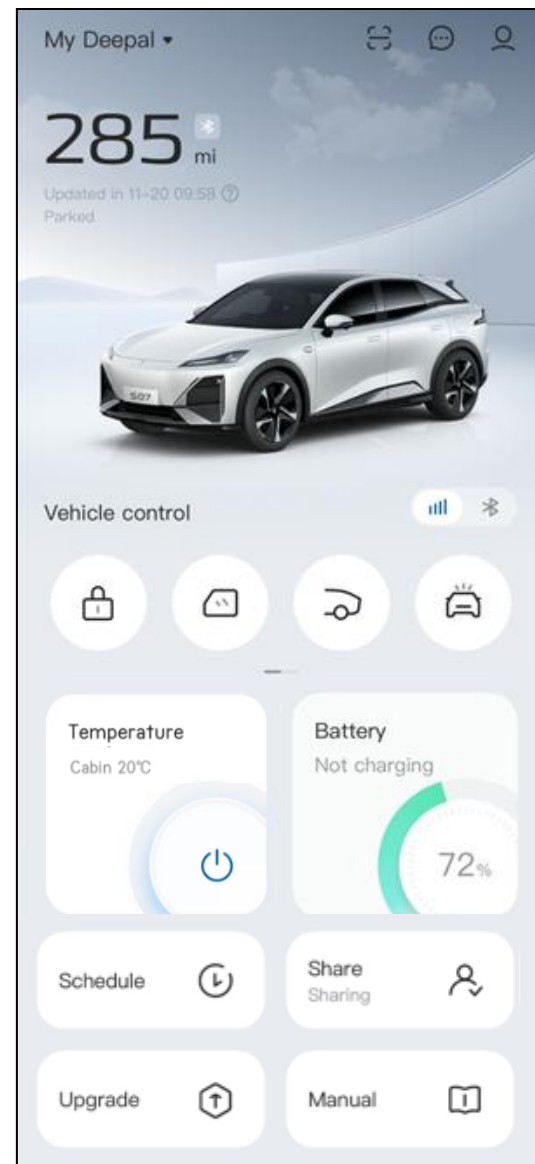 My Deepal
285 mi
Updated in 11-20 09:58
Parked
S07
Vehicle control
Temperature
Cabin 20℃
Battery
Not charging
72%
Schedule
Share
Sharing
Upgrade
Manual